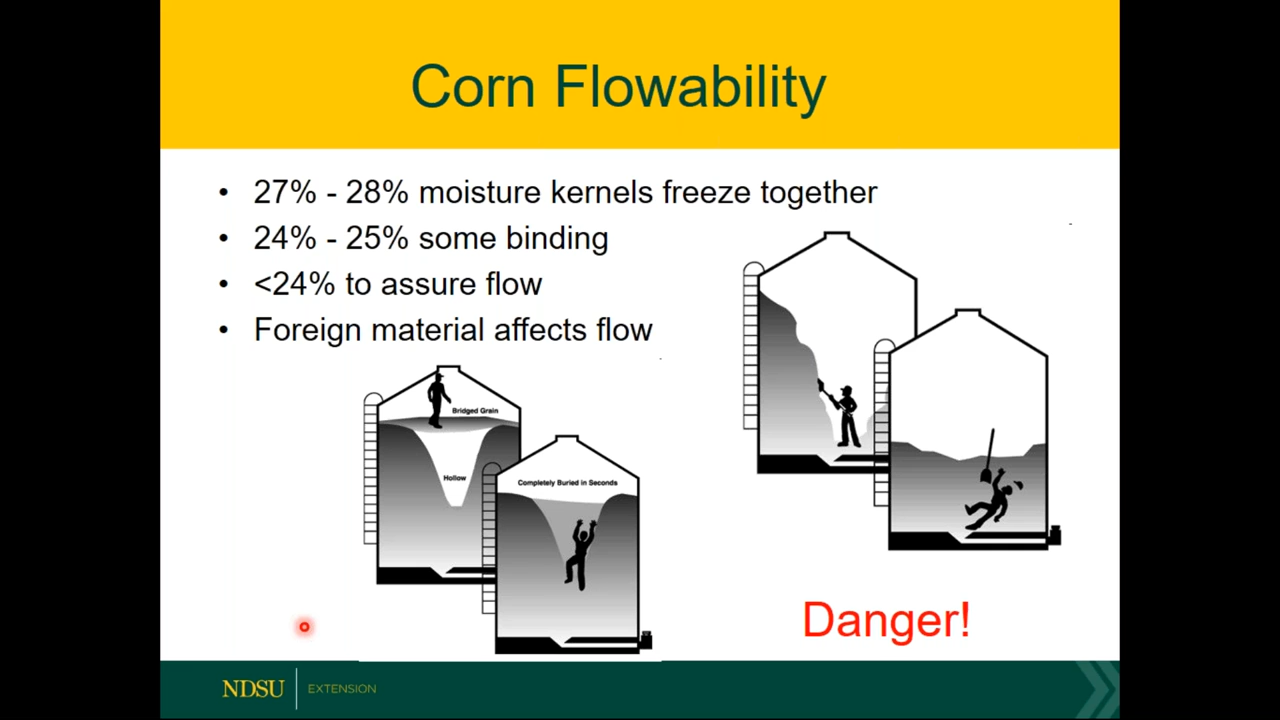 Corn Flowability
• 27% - 28% moisture kernels freeze together
• 24% - 25% some binding
• <24% to assure flow
• Foreign material affects flow
Bridged Grain
Hollow
Completely Buried in Seconds
Danger!
NDSU EXTENSION